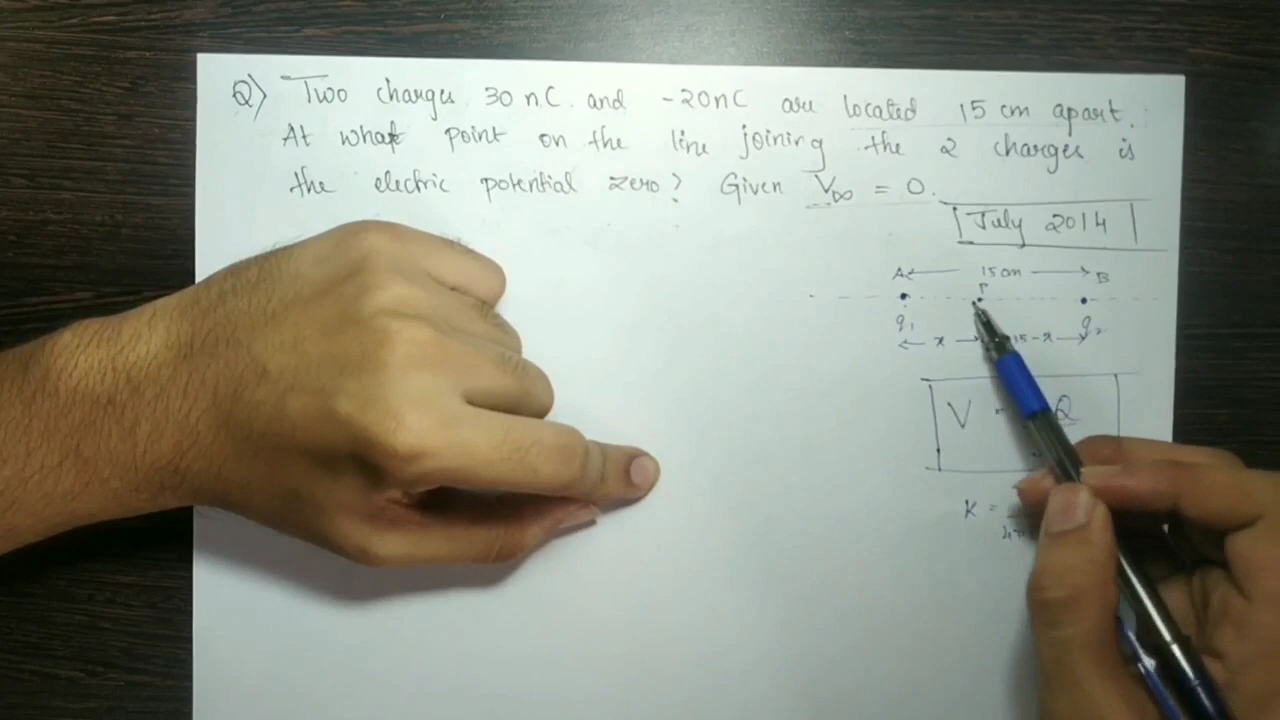 Q) Two charges 30 nC and -20nC are located 15 cm apart.
At what point on the line joining the 2 charges is
the electric potential zero? Given V∞ = 0.
July 2014
A 15 cm B
P
q₁ q₂
x 15-x
V Q
K =